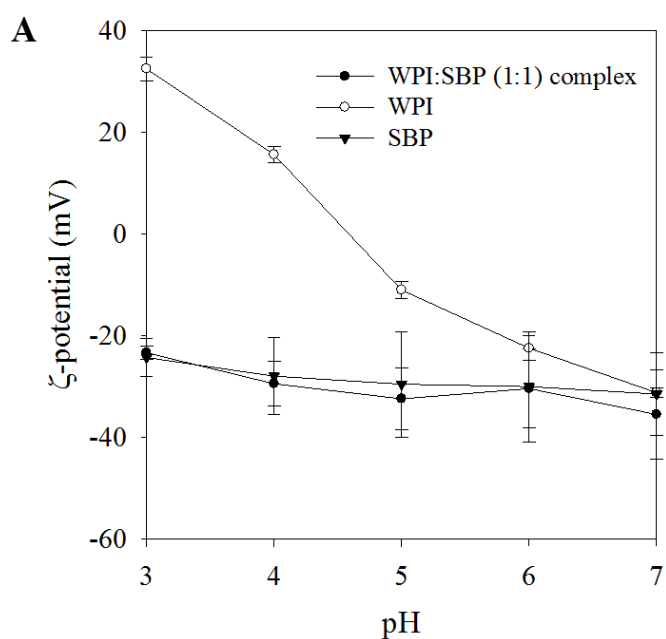 A
40
20
0
-20
-40
-60
ζ-potential (mV)
WPI:SBP (1:1) complex
WPI
SBP
3 4 5 6 7
pH